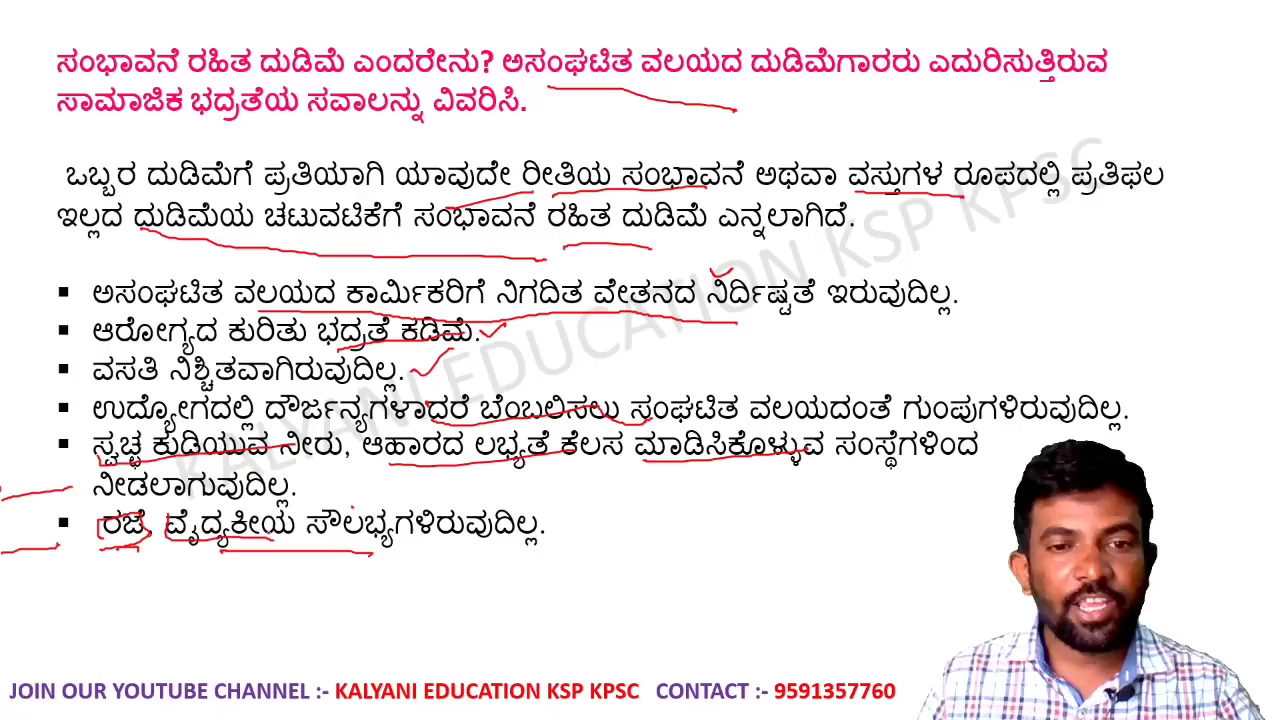 ಸಂಭಾವನೆ ರಹಿತ ದುಡಿಮೆ ಎಂದರೇನು? ಅಸಂಘಟಿತ ವಲಯದ ದುಡಿಮೆಗಾರರು ಎದುರಿಸುತ್ತಿರುವ
ಸಾಮಾಜಿಕ ಭದ್ರತೆಯ ಸವಾಲನ್ನು ವಿವರಿಸಿ.
ಒಬ್ಬರ ದುಡಿಮೆಗೆ ಪ್ರತಿಯಾಗಿ ಯಾವುದೇ ರೀತಿಯ ಸಂಭಾವನೆ ಅಥವಾ ವಸ್ತುಗಳ ರೂಪದಲ್ಲಿ ಪ್ರತಿಫಲ
ಇಲ್ಲದ ದುಡಿಮೆಯ ಚಟುವಟಿಕೆಗೆ ಸಂಭಾವನೆ ರಹಿತ ದುಡಿಮೆ ಎನ್ನಲಾಗಿದೆ.
▪ ಅಸಂಘಟಿತ ವಲಯದ ಕಾರ್ಮಿಕರಿಗೆ ನಿಗದಿತ ವೇತನದ ನಿರ್ದಿಷ್ಟತೆ ಇರುವುದಿಲ್ಲ.
▪ ಆರೋಗ್ಯದ ಕುರಿತು ಭದ್ರತೆ ಕಡಿಮೆ.
▪ ವಸತಿ ನಿಶ್ಚಿತವಾಗಿರುವುದಿಲ್ಲ.
▪ ಉದ್ಯೋಗದಲ್ಲಿ ದೌರ್ಜನ್ಯಗಳಾದರೆ ಬೆಂಬಲಿಸಲು ಸಂಘಟಿತ ವಲಯದಂತೆ ಗುಂಪುಗಳಿರುವುದಿಲ್ಲ.
▪ ಸ್ವಚ್ಛ ಕುಡಿಯುವ ನೀರು, ಆಹಾರದ ಲಭ್ಯತೆ ಕೆಲಸ ಮಾಡಿಸಿಕೊಳ್ಳುವ ಸಂಸ್ಥೆಗಳಿಂದ
ನೀಡಲಾಗುವುದಿಲ್ಲ.
▪ ರಜೆ, ವೈದ್ಯಕೀಯ ಸೌಲಭ್ಯಗಳಿರುವುದಿಲ್ಲ.
KALYANI EDUCATION KSP KPSC
JOIN OUR YOUTUBE CHANNEL :- KALYANI EDUCATION KSP KPSC CONTACT :- 9591357760